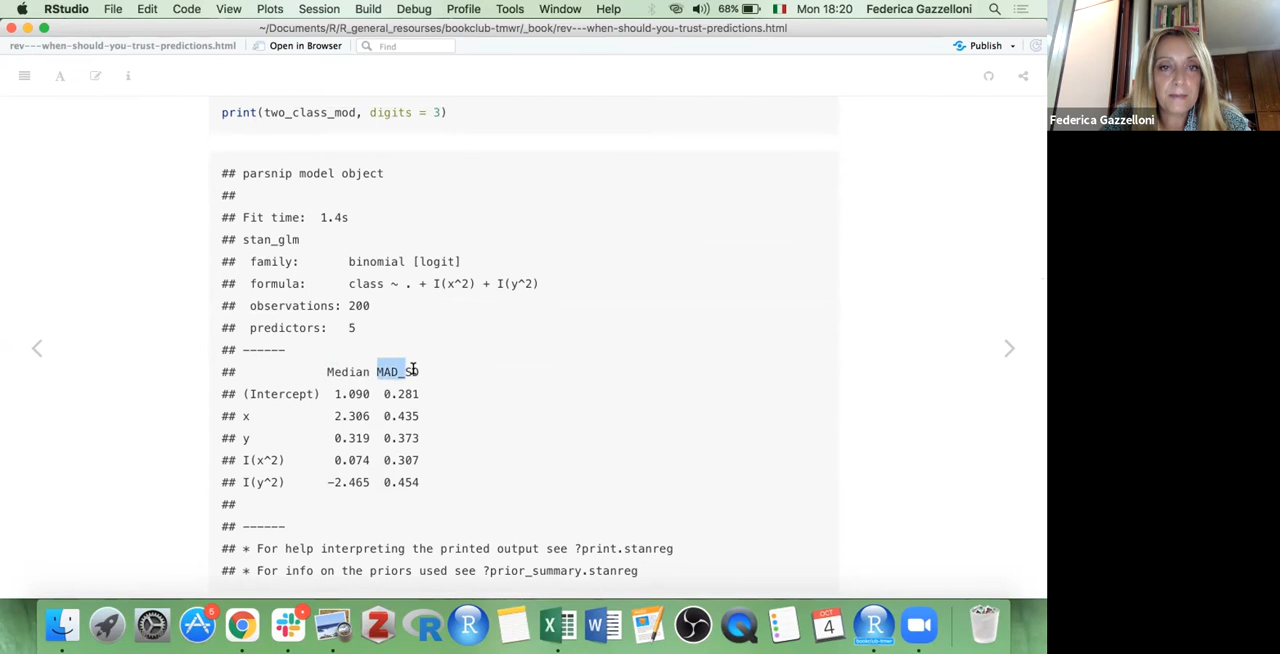 RStudio File Edit Code View Plots Session Build Debug Profile Tools Window Help 68% Mon 18:20 Federica Gazzelloni
~/Documents/R/R_general_resourses/bookclub-tmwr/_book/rev---when-should-you-trust-predictions.html
rev---when-should-you-trust-predictions.html Open in Browser Find Publish
print(two_class_mod, digits = 3)
## parsnip model object
##
## Fit time: 1.4s
## stan_glm
## family: binomial [logit]
## formula: class ~ . + I(x^2) + I(y^2)
## observations: 200
## predictors: 5
## ------
## Median MAD_SD
## (Intercept) 1.090 0.281
## x 2.306 0.435
## y 0.319 0.373
## I(x^2) 0.074 0.307
## I(y^2) −2.465 0.454
##
## ------
## * For help interpreting the printed output see ?print.stanreg
## * For info on the priors used see ?prior_summary.stanreg
Federica Gazzelloni
5
OCT
4
bookclub-tmwr